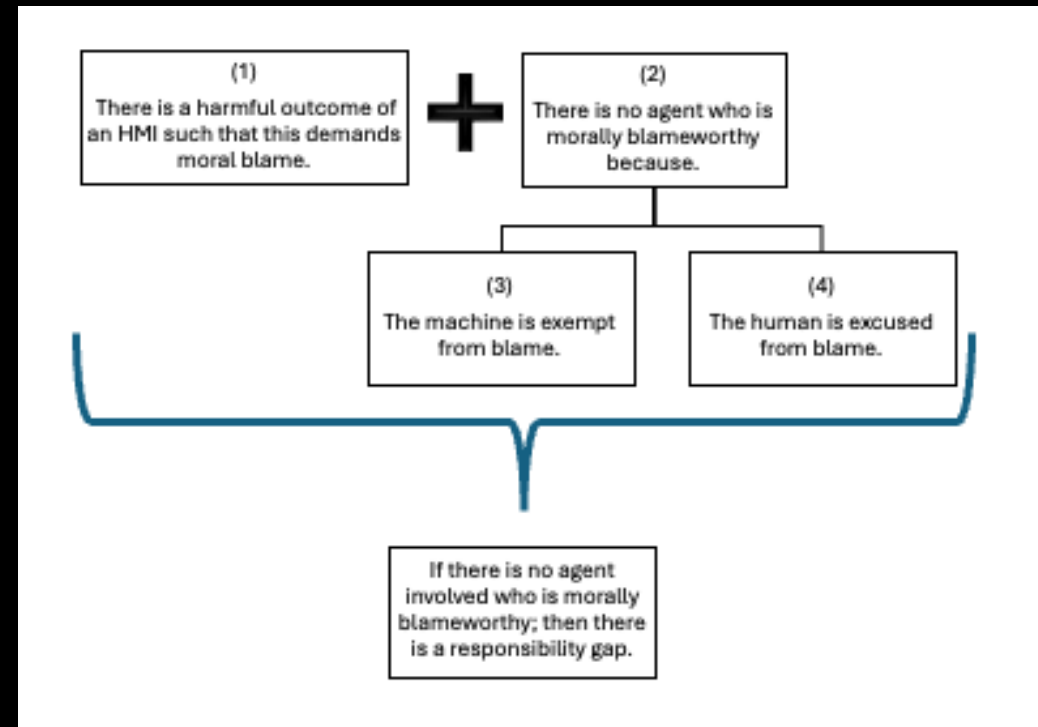 (1)
There is a harmful outcome of
an HMI such that this demands
moral blame.
(2)
There is no agent who is
morally blameworthy
because.
(3)
The machine is exempt
from blame.
(4)
The human is excused
from blame.
If there is no agent
involved who is morally
blameworthy; then there
is a responsibility gap.